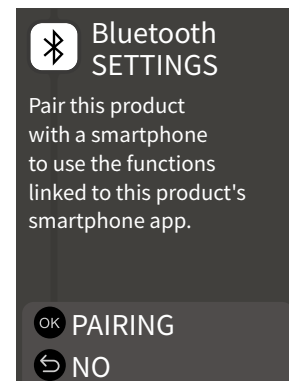 Bluetooth
SETTINGS
Pair this product
with a smartphone
to use the functions
linked to this product's
smartphone app.
OK PAIRING
NO